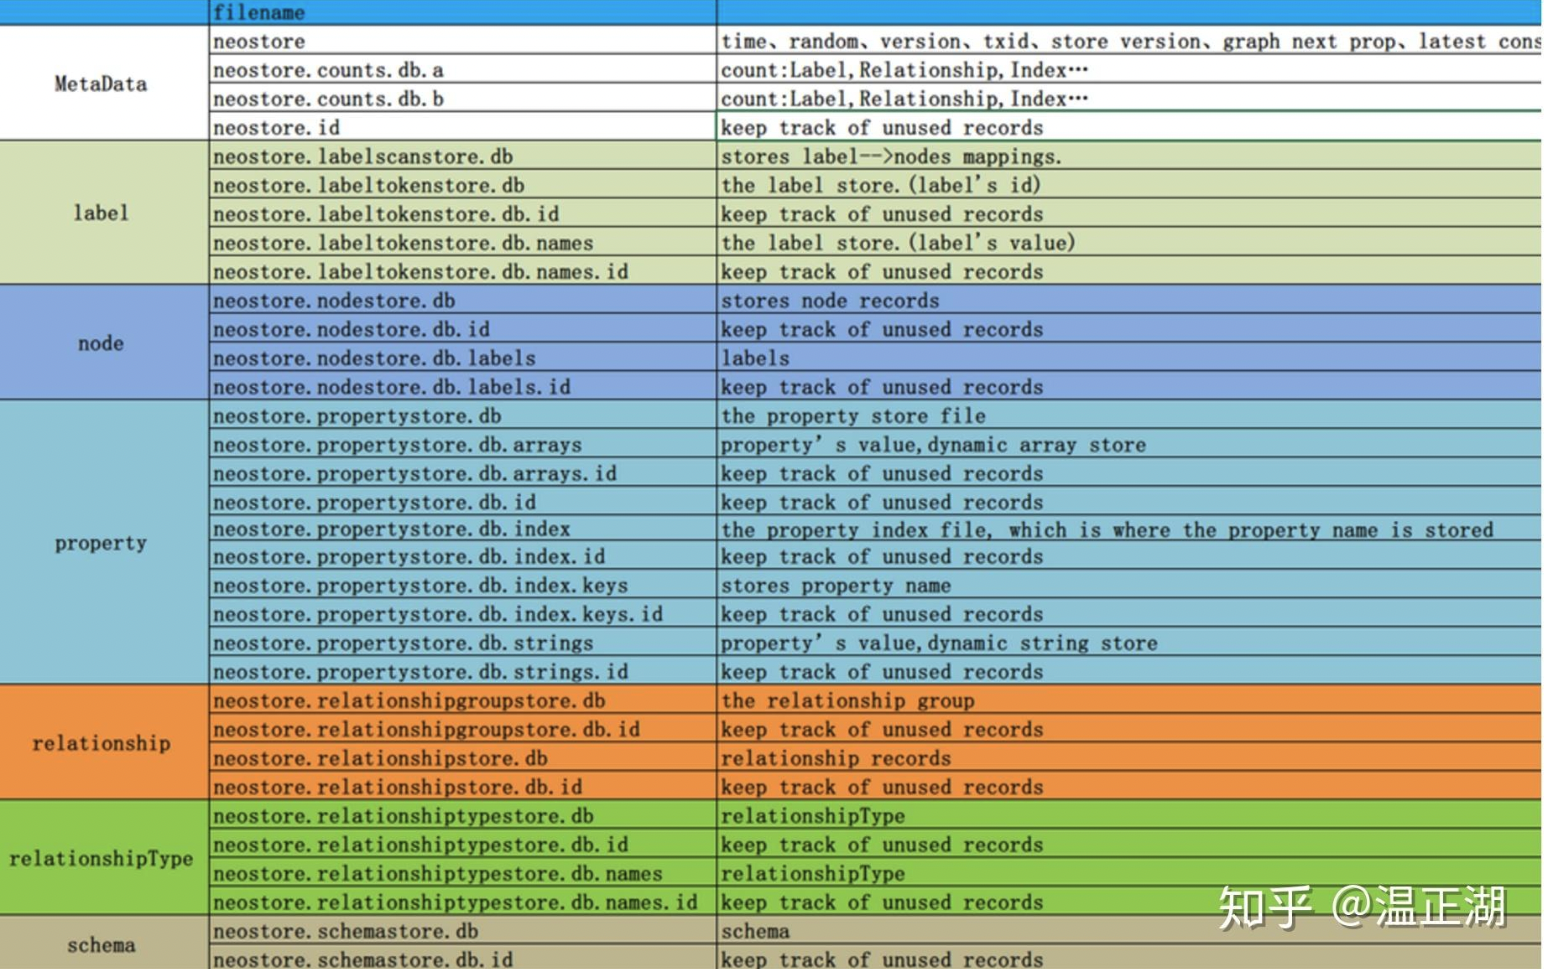 filename
MetaData
neostore time、random、version、txid、store version、graph next prop、latest cons
neostore.counts.db.a count:Label,Relationship,Index…
neostore.counts.db.b count:Label,Relationship,Index…
neostore.id keep track of unused records
label
neostore.labelscanstore.db stores label-->nodes mappings.
neostore.labeltokenstore.db the label store.(label's id)
neostore.labeltokenstore.db.id keep track of unused records
neostore.labeltokenstore.db.names the label store.(label's value)
neostore.labeltokenstore.db.names.id keep track of unused records
node
neostore.nodestore.db stores node records
neostore.nodestore.db.id keep track of unused records
neostore.nodestore.db.labels labels
neostore.nodestore.db.labels.id keep track of unused records
property
neostore.propertystore.db the property store file
neostore.propertystore.db.arrays property’s value,dynamic array store
neostore.propertystore.db.arrays.id keep track of unused records
neostore.propertystore.db.id keep track of unused records
neostore.propertystore.db.index the property index file, which is where the property name is stored
neostore.propertystore.db.index.id keep track of unused records
neostore.propertystore.db.index.keys stores property name
neostore.propertystore.db.index.keys.id keep track of unused records
neostore.propertystore.db.strings property’s value,dynamic string store
neostore.propertystore.db.strings.id keep track of unused records
relationship
neostore.relationshipgroupstore.db the relationship group
neostore.relationshipgroupstore.db.id keep track of unused records
neostore.relationshipstore.db relationship records
neostore.relationshipstore.db.id keep track of unused records
relationshipType
neostore.relationshiptypestore.db relationshipType
neostore.relationshiptypestore.db.id keep track of unused records
neostore.relationshiptypestore.db.names relationshipType
neostore.relationshiptypestore.db.names.id keep track of unused records
schema
neostore.schemastore.db schema
neostore.schemastore.db.id keep track of unused records
知乎 @温正湖